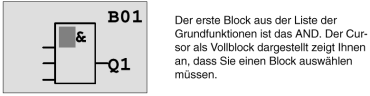 B01
&
Q1
Der erste Block aus der Liste der
Grundfunktionen ist das AND. Der Cur-
sor als Vollblock dargestellt zeigt Ihnen
an, dass Sie einen Block auswählen
müssen.